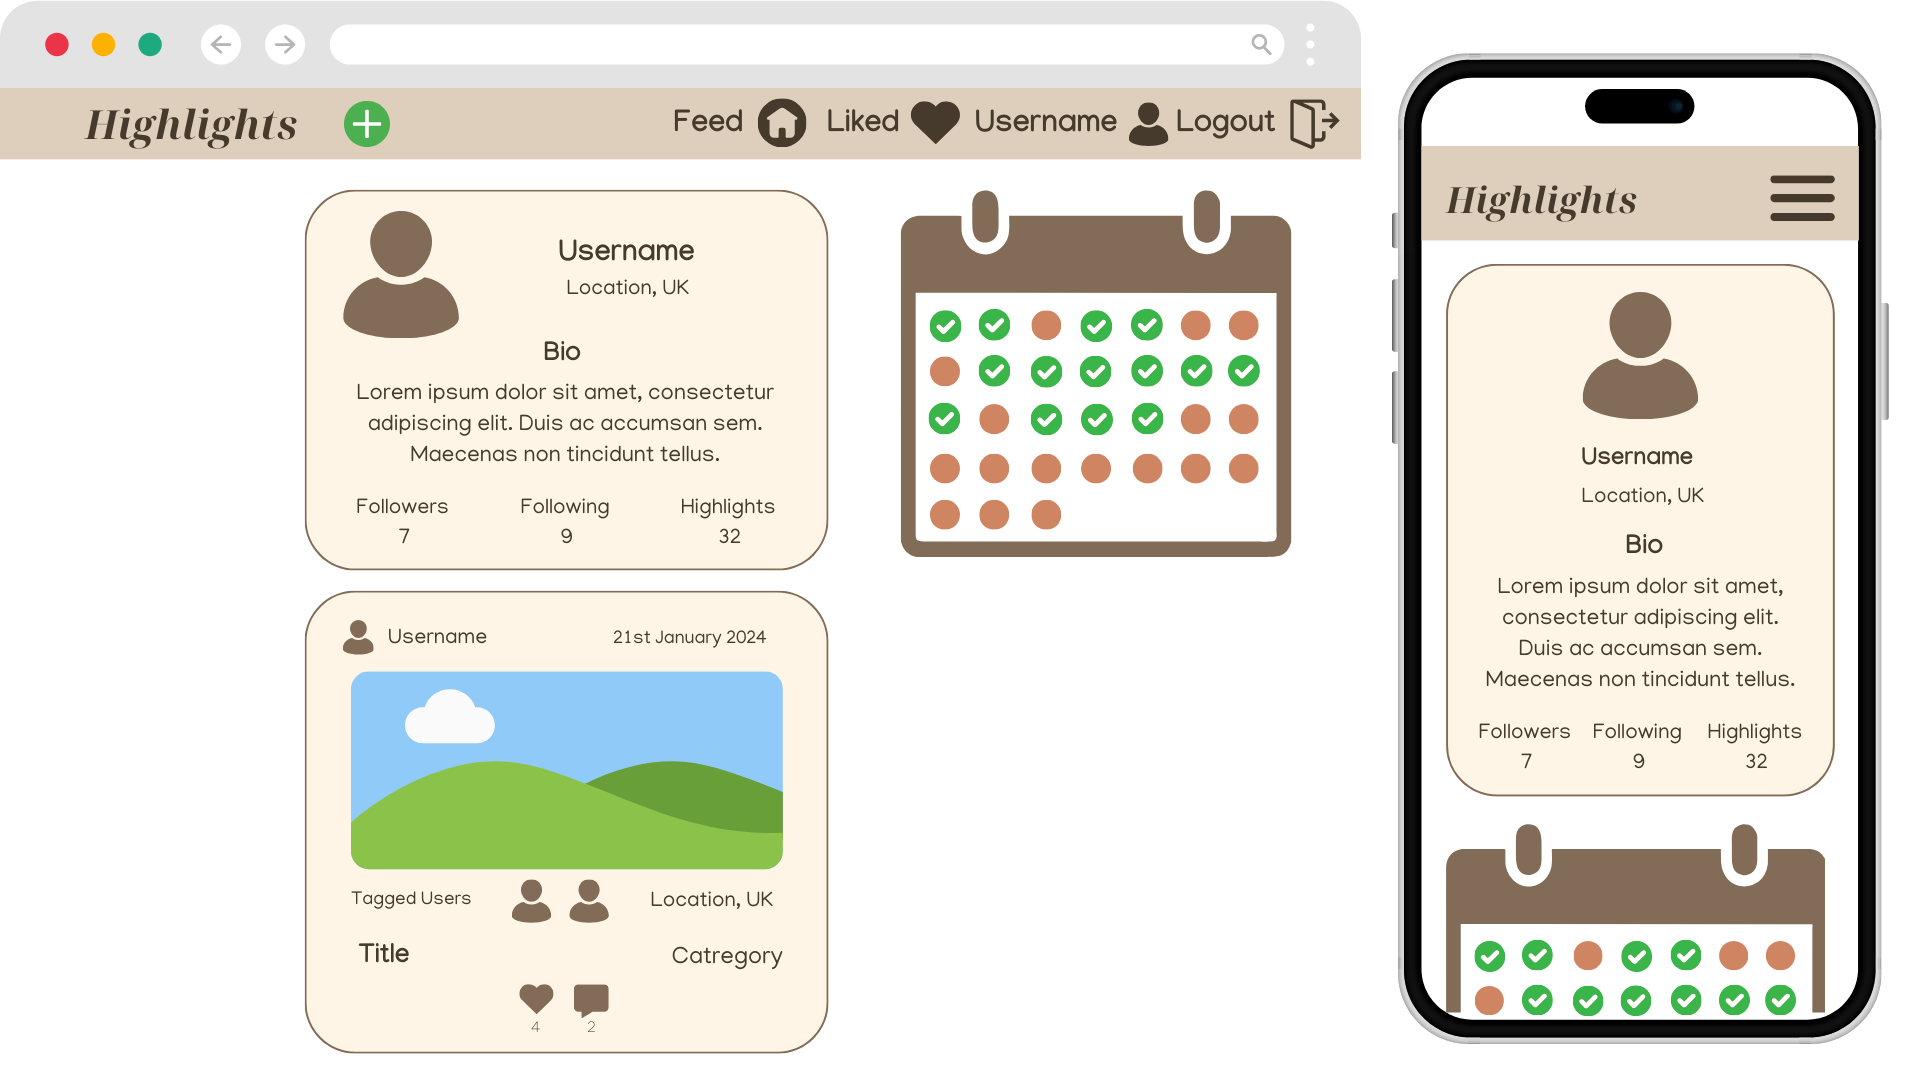 Highlights
Feed
Liked
Username
Logout
Username
Location, UK
Bio
Lorem ipsum dolor sit amet, consectetur
adipiscing elit. Duis ac accumsan sem.
Maecenas non tincidunt tellus.
Followers Following Highlights
7 9 32
Username 21st January 2024
Tagged Users Location, UK
Title Catregory
4 2
Highlights
Username
Location, UK
Bio
Lorem ipsum dolor sit amet,
consectetur adipiscing elit.
Duis ac accumsan sem.
Maecenas non tincidunt tellus.
Followers Following Highlights
7 9 32